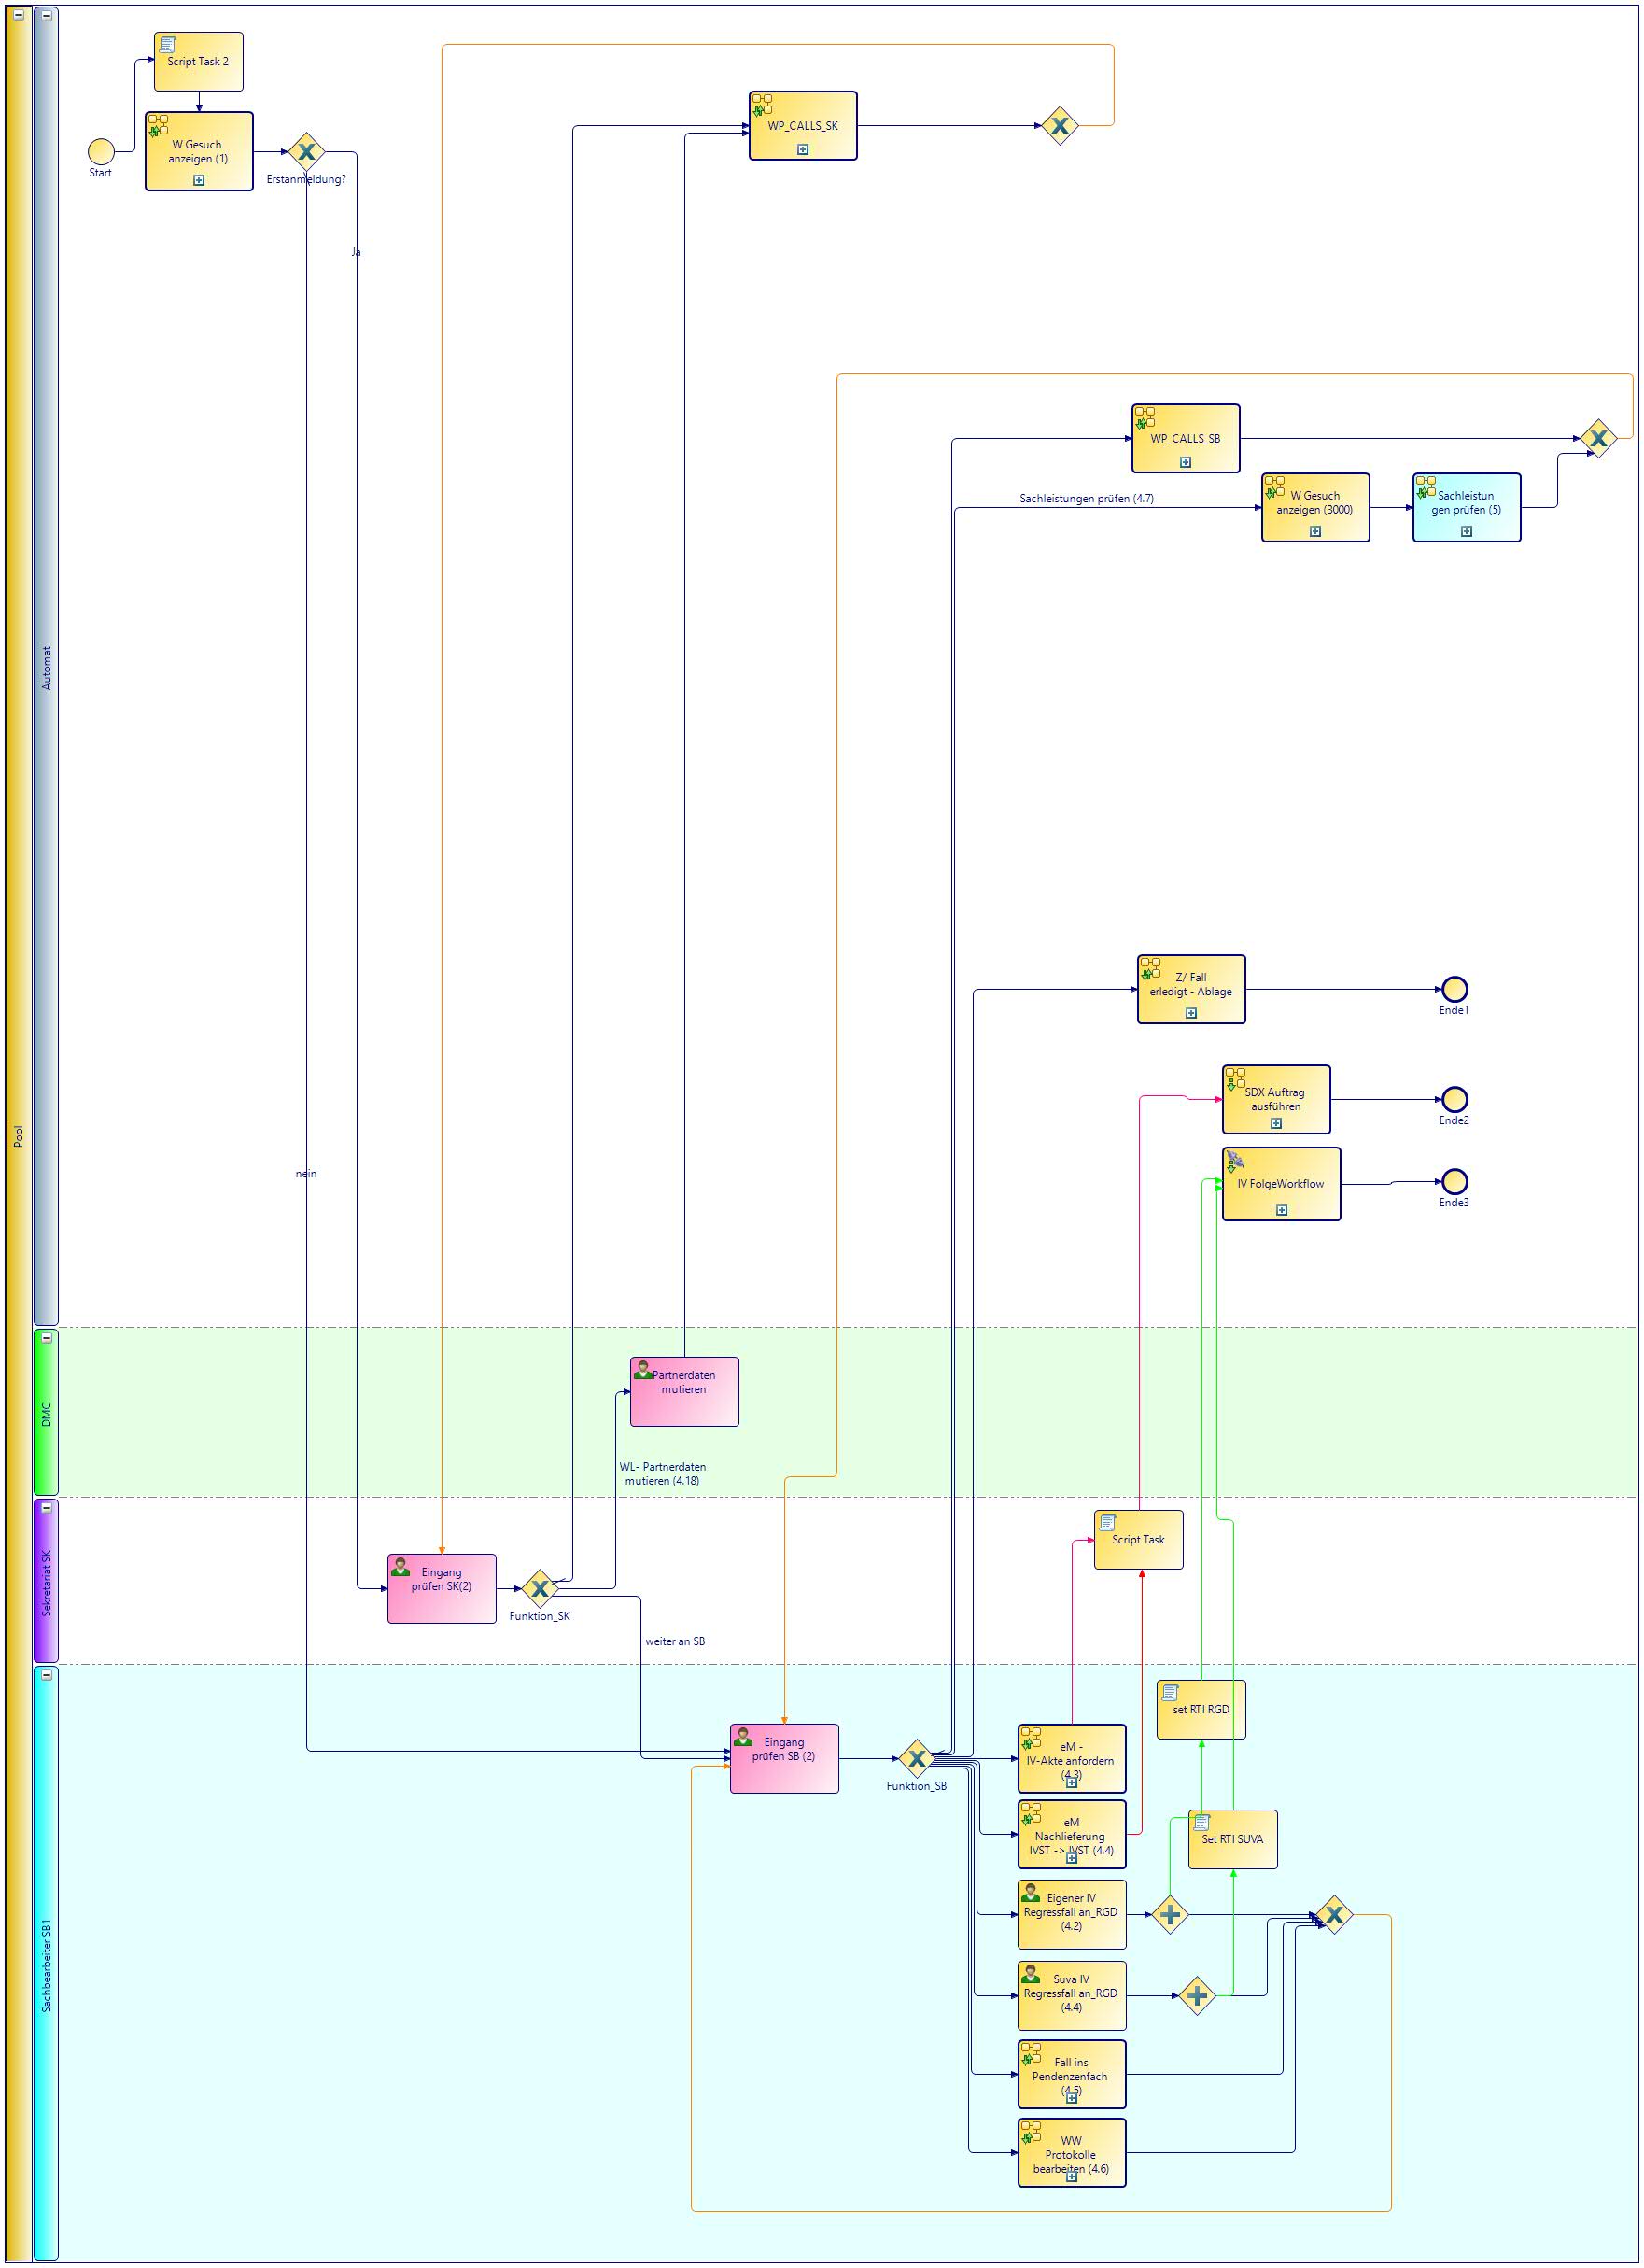 Pool
Automat
Script Task 2
Start
W Gesuch
anzeigen (1)
Erstanmeldung?
Ja
nein
WP_CALLS_SK
WP_CALLS_SB
Sachleistungen prüfen (4.7)
W Gesuch
anzeigen (3000)
Sachleistun
gen prüfen (5)
Z/ Fall
erledigt - Ablage
Ende1
SDX Auftrag
ausführen
Ende2
IV FolgeWorkflow
Ende3
DMC
Partnerdaten
mutieren
WL- Partnerdaten
mutieren (4.18)
Sekretariat SK
Eingang
prüfen SK(2)
Funktion_SK
weiter an SB
Script Task
Sachbearbeiter SB1
Eingang
prüfen SB (2)
Funktion_SB
set RTI RGD
eM -
IV-Akte anfordern
(4.3)
eM
Nachlieferung
IVST -> IVST (4.4)
Set RTI SUVA
Eigener IV
Regressfall an_RGD
(4.2)
Suva IV
Regressfall an_RGD
(4.4)
Fall ins
Pendenzenfach
(4.5)
WW
Protokolle
bearbeiten (4.6)